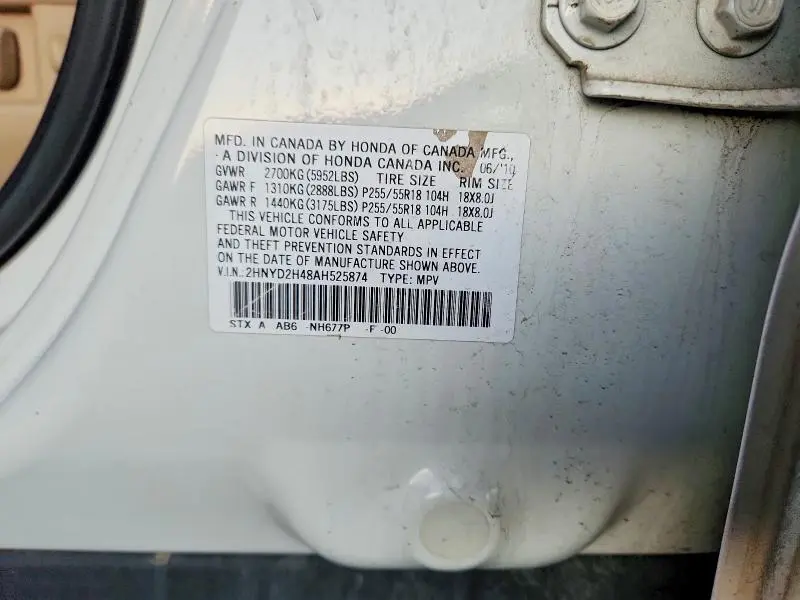 MFD. IN CANADA BY HONDA OF CANADA MFG.,
A DIVISION OF HONDA CANADA INC. 06/'10
GVWR 2700KG (5952LBS) TIRE SIZE RIM SIZE
GAWR F 1310KG (2888LBS) P255/55R18 104H 18X8.0J
GAWR R 1440KG (3175LBS) P255/55R18 104H 18X8.0J
THIS VEHICLE CONFORMS TO ALL APPLICABLE
FEDERAL MOTOR VEHICLE SAFETY
AND THEFT PREVENTION STANDARDS IN EFFECT
ON THE DATE OF MANUFACTURE SHOWN ABOVE.
V.I.N.:2HNYD2H48AH525874 TYPE: MPV
STX A AB6 -NH677P -F -00